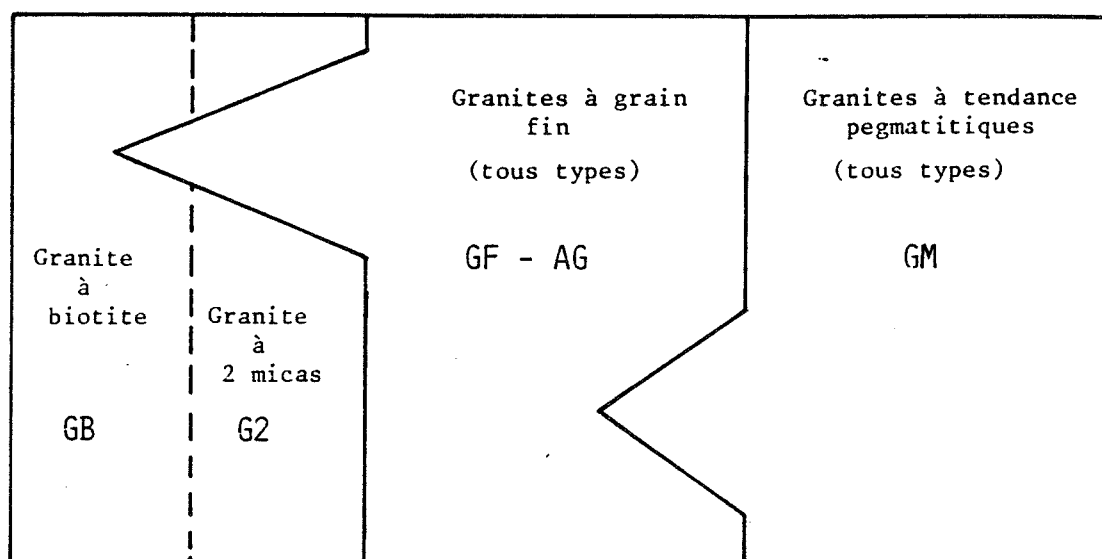 Granites à grain
fin
(tous types)
GF - AG
Granites à tendance
pegmatitiques
(tous types)
GM
Granite
à
biotite
GB
Granite
à
2 micas
G2